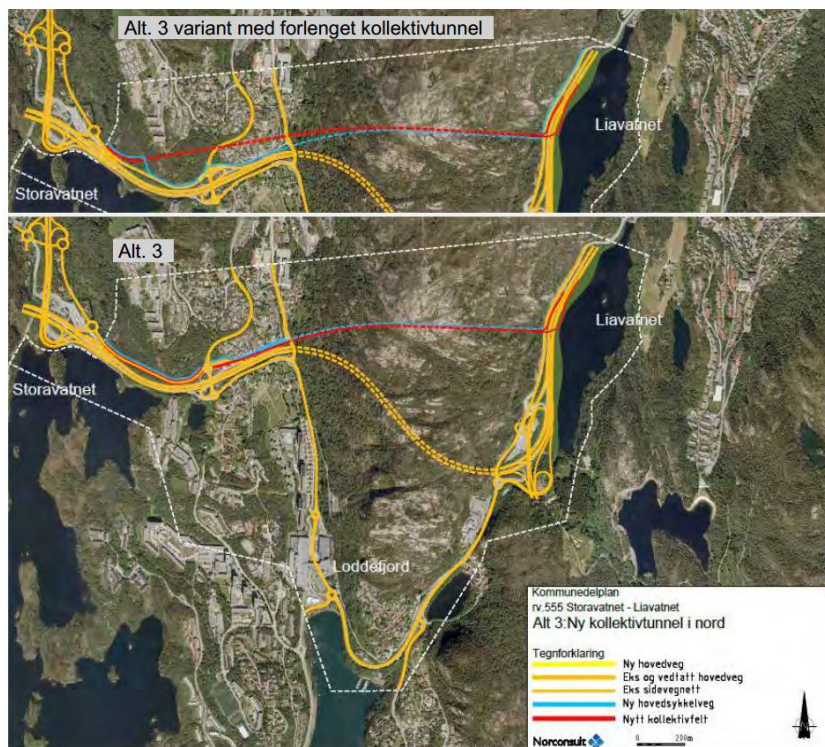 Alt. 3 variant med forlenget kollektivtunnel
Liavatnet
Storavatnet
Alt. 3
Liavatnet
Storavatnet
Loddefjord
Kommunedelplan
rv.555 Storavatnet - Liavatnet
Alt 3:Ny kollektivtunnel i nord
Tegnforklaring
Ny hovedveg
Eks og vedtatt hovedveg
Eks sidevegnett
Ny hovedsykkelveg
Nytt kollektivfelt
Norconsult
0 200m
N